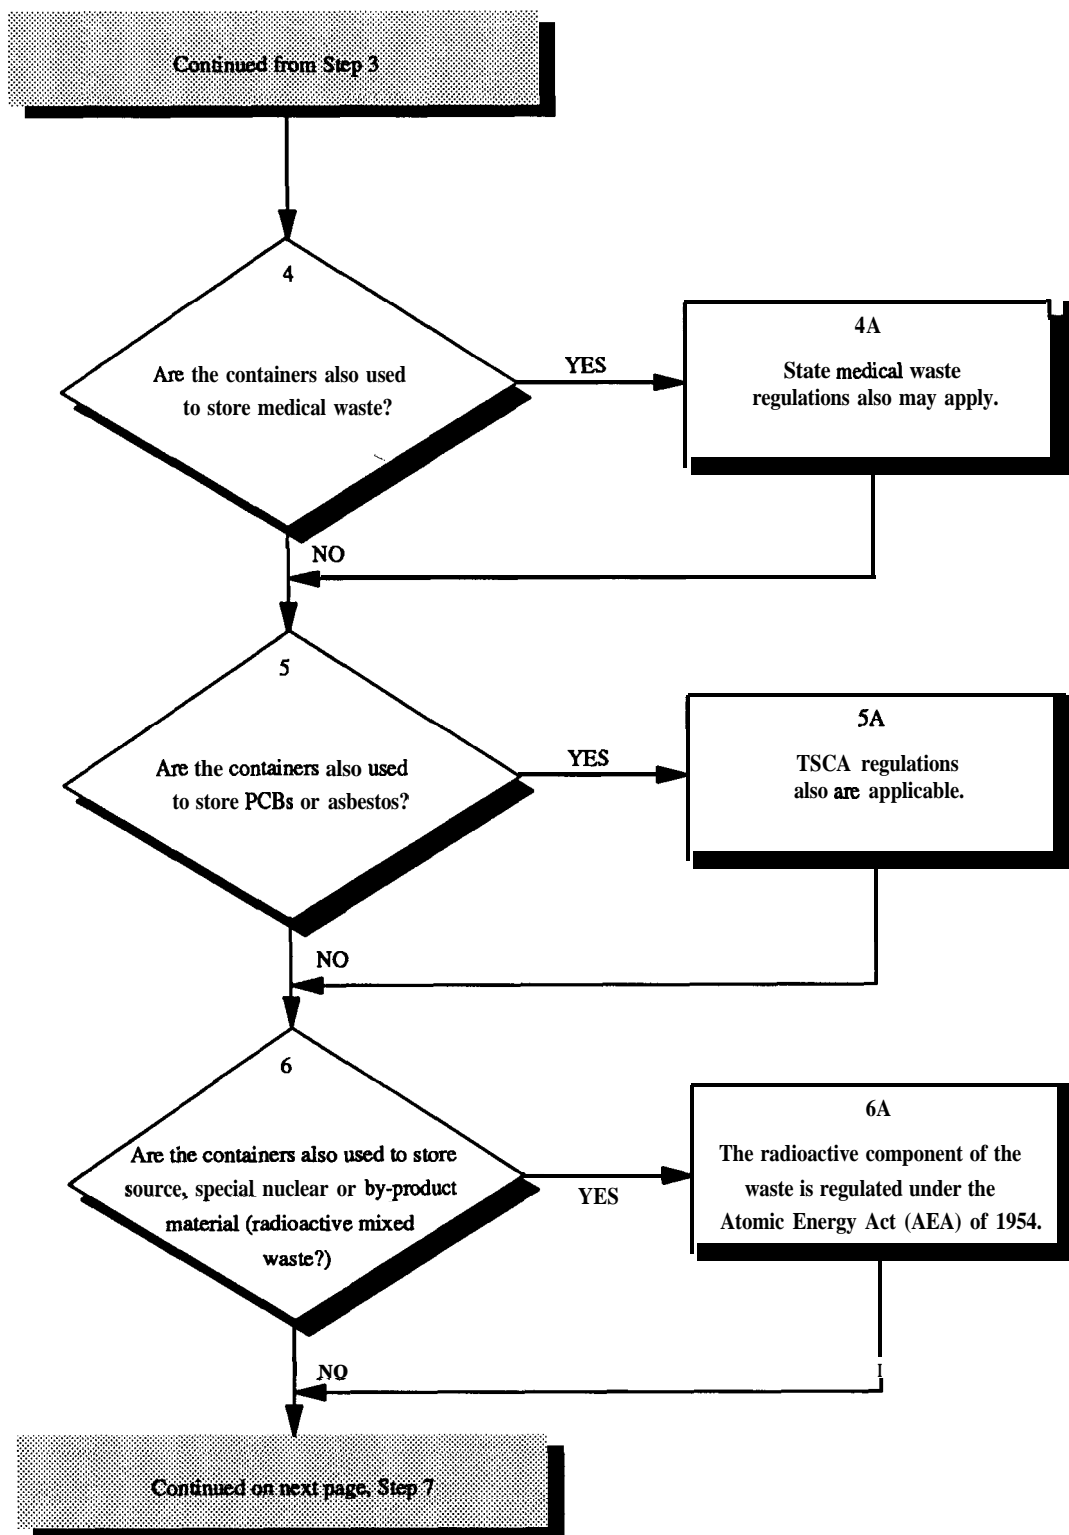 Continued from Step 3
4
Are the containers also used
to store medical waste?
YES
4A
State medical waste
regulations also may apply.
NO
5
Are the containers also used
to store PCBs or asbestos?
YES
5A
TSCA regulations
also are applicable.
NO
6
Are the containers also used to store
source, special nuclear or by-product
material (radioactive mixed
waste?)
YES
6A
The radioactive component of the
waste is regulated under the
Atomic Energy Act (AEA) of 1954.
NO
Continued on next page, Step 7